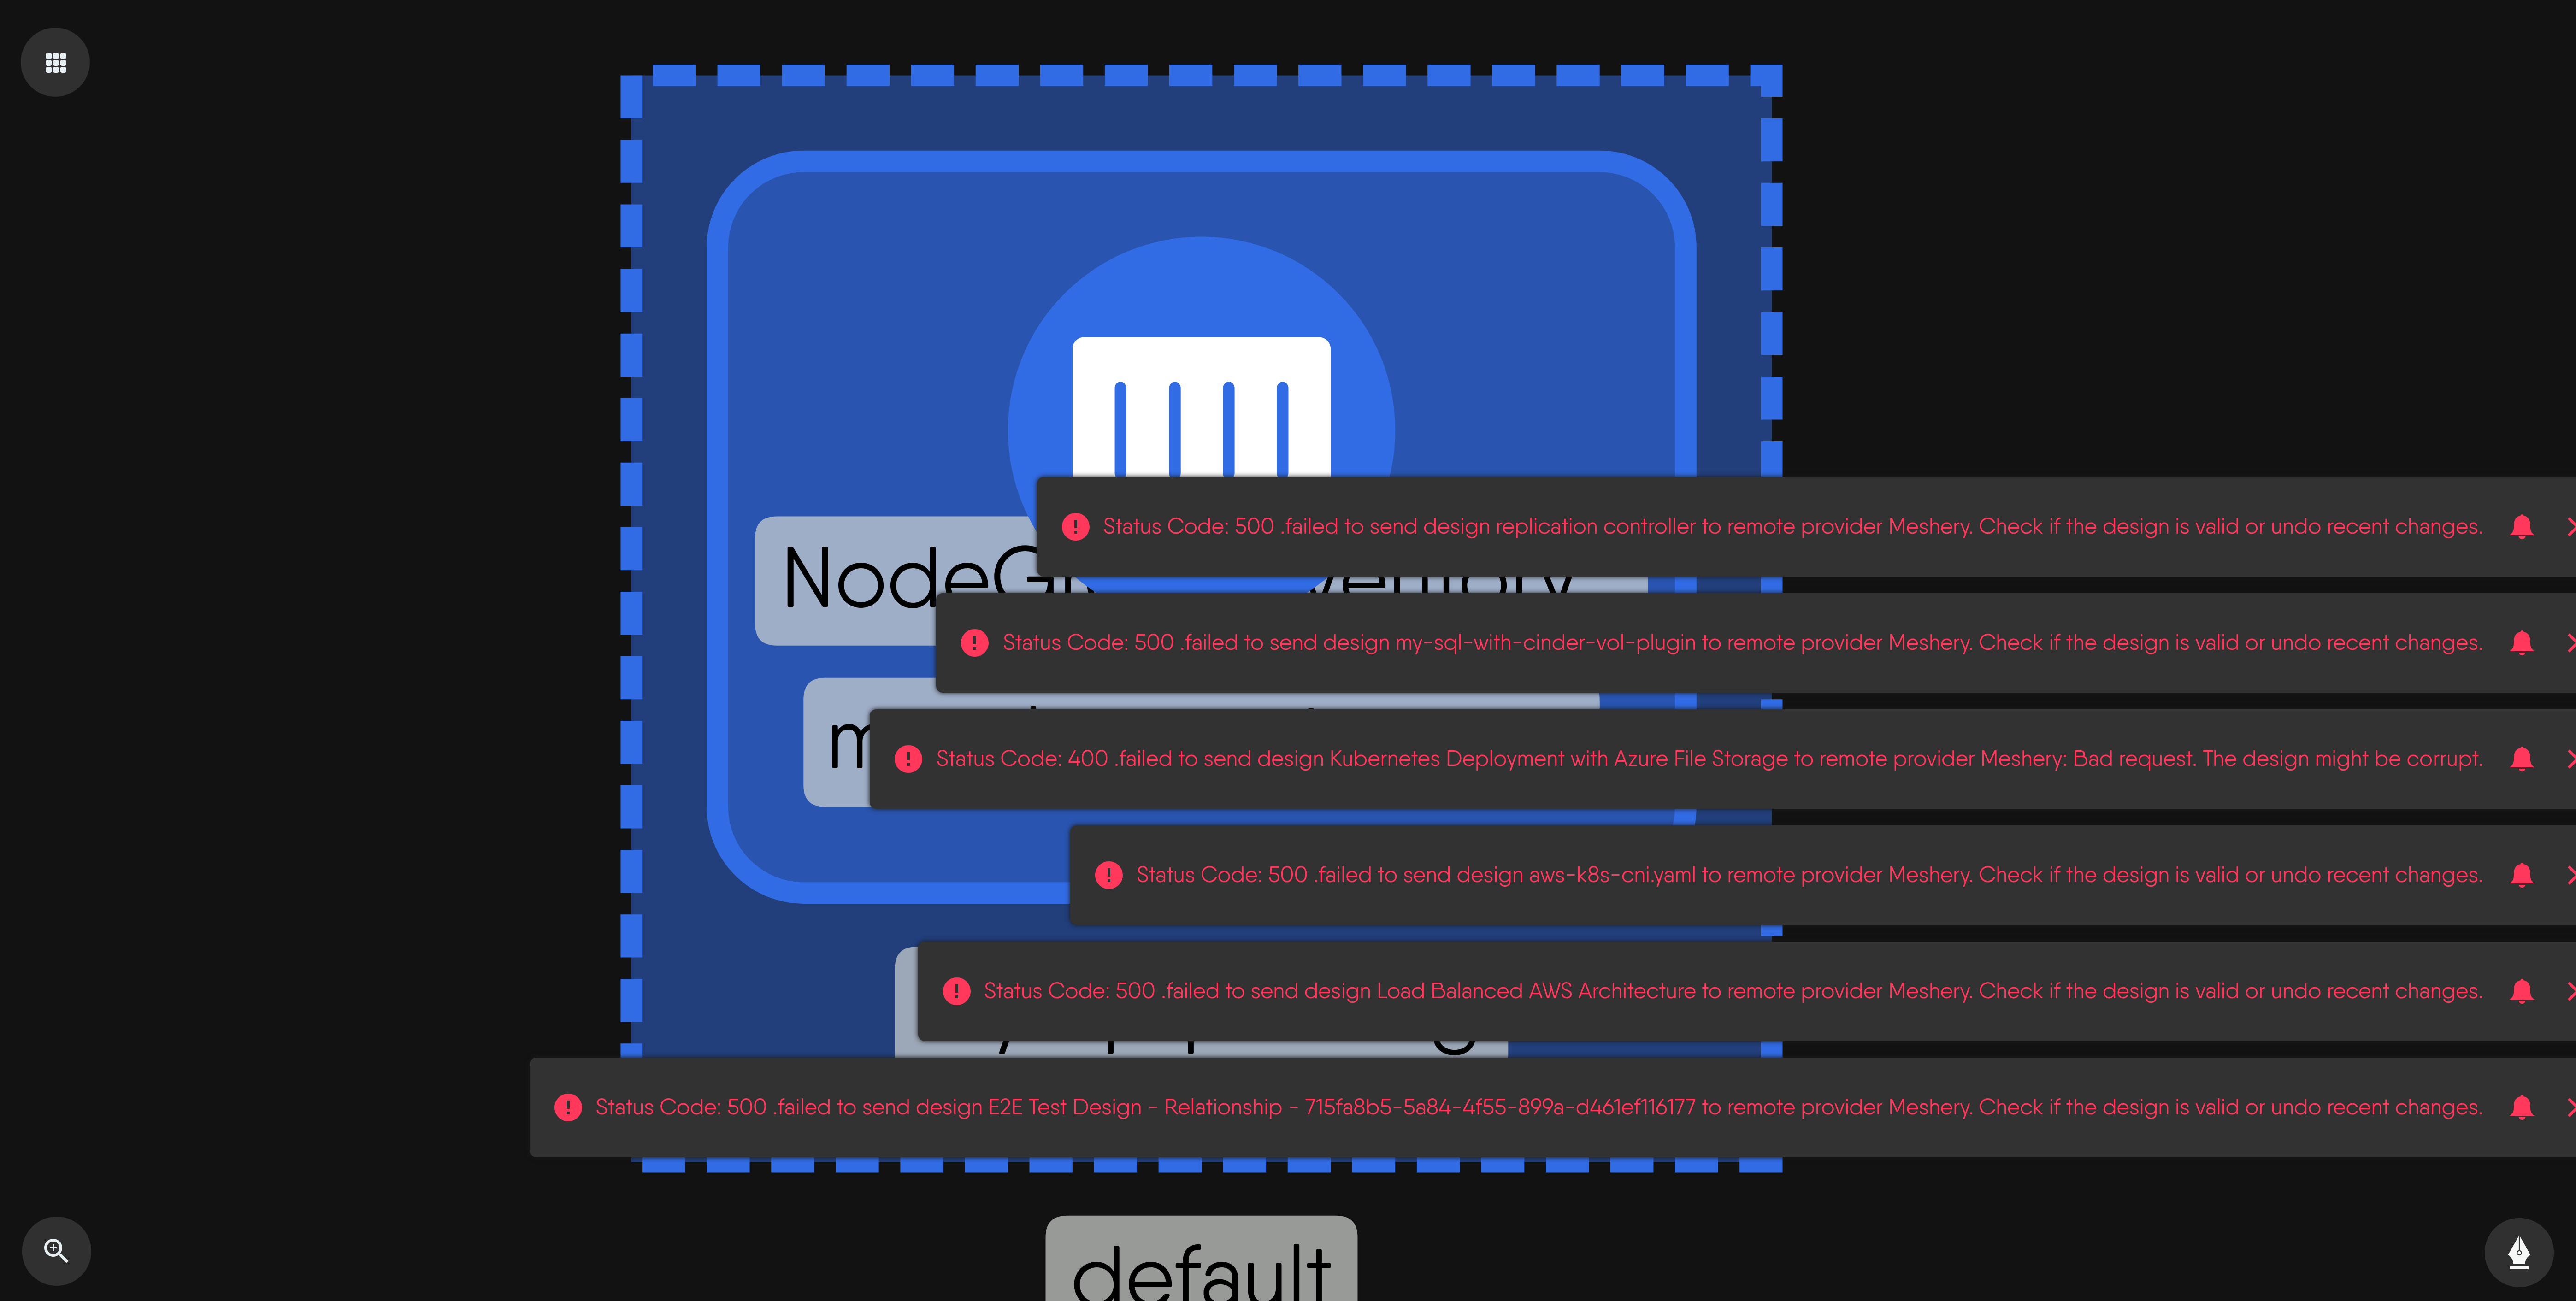 Status Code: 500 .failed to send design replication controller to remote provider Meshery. Check if the design is valid or undo recent changes.
Status Code: 500 .failed to send design my-sql-with-cinder-vol-plugin to remote provider Meshery. Check if the design is valid or undo recent changes.
Status Code: 400 .failed to send design Kubernetes Deployment with Azure File Storage to remote provider Meshery: Bad request. The design might be corrupt.
Status Code: 500 .failed to send design aws-k8s-cni.yaml to remote provider Meshery. Check if the design is valid or undo recent changes.
Status Code: 500 .failed to send design Load Balanced AWS Architecture to remote provider Meshery. Check if the design is valid or undo recent changes.
Status Code: 500 .failed to send design E2E Test Design - Relationship - 715fa8b5-5a84-4f55-899a-d461ef116177 to remote provider Meshery. Check if the design is valid or undo recent changes.
default